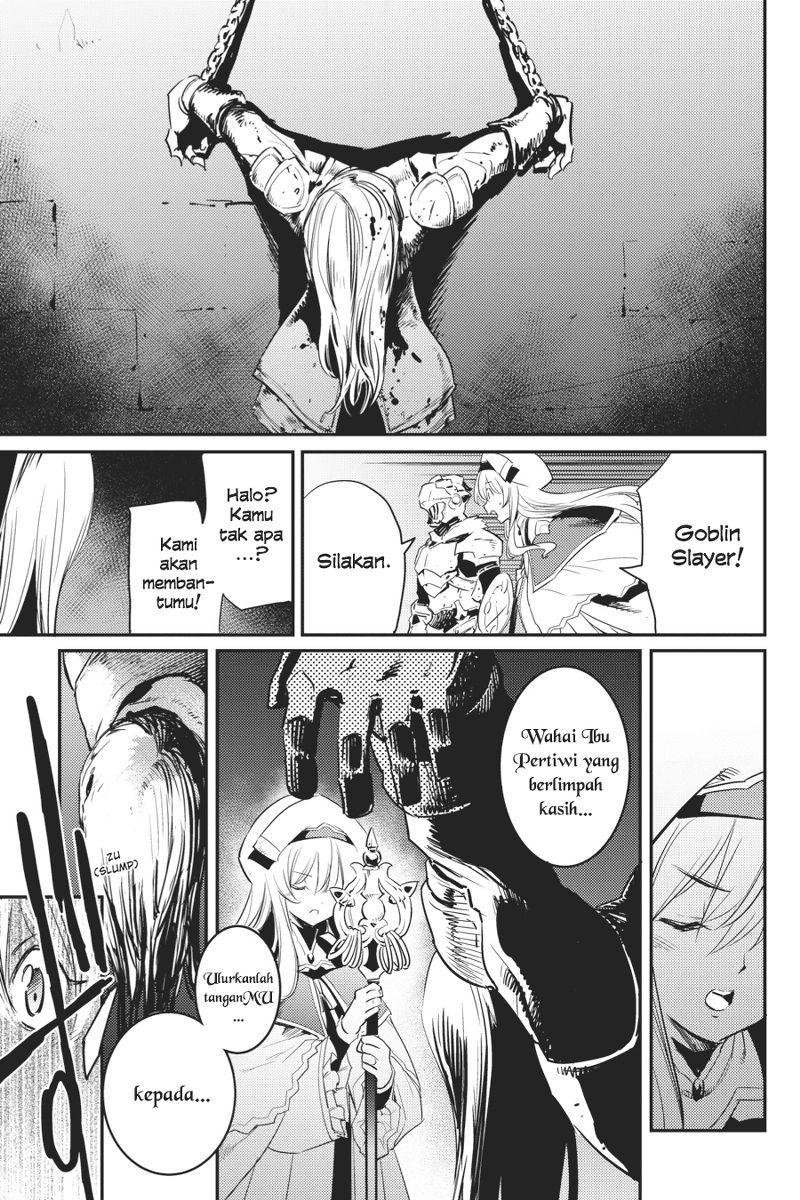 Goblin
Slayer!
Silakan.
Halo?
Kamu
tak apa
...?
Kami
akan
memban-
tumu!
Wahai Ibu
Pertiwi yang
berlimpah
kasih...
Ulurkanlah
tanganMU
...
kepada...
ZU
(SLUMP)